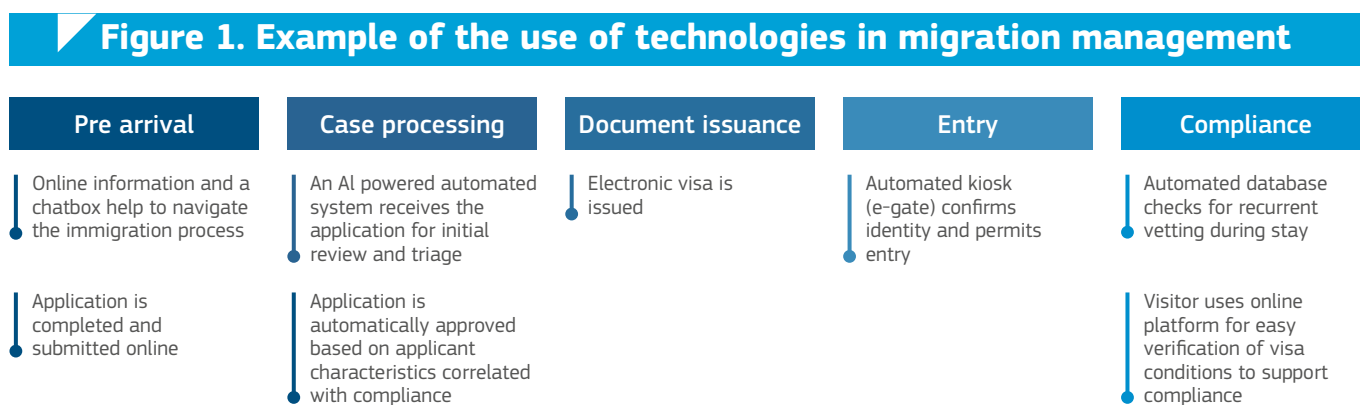 Figure 1. Example of the use of technologies in migration management
Pre arrival
Online information and a
chatbox help to navigate
the immigration process
Application is
completed and
submitted online
Case processing
An AI powered automated
system receives the
application for initial
review and triage
Application is
automatically approved
based on applicant
characteristics correlated
with compliance
Document issuance
Electronic visa is
issued
Entry
Automated kiosk
(e-gate) confirms
identity and permits
entry
Compliance
Automated database
checks for recurrent
vetting during stay
Visitor uses online
platform for easy
verification of visa
conditions to support
compliance